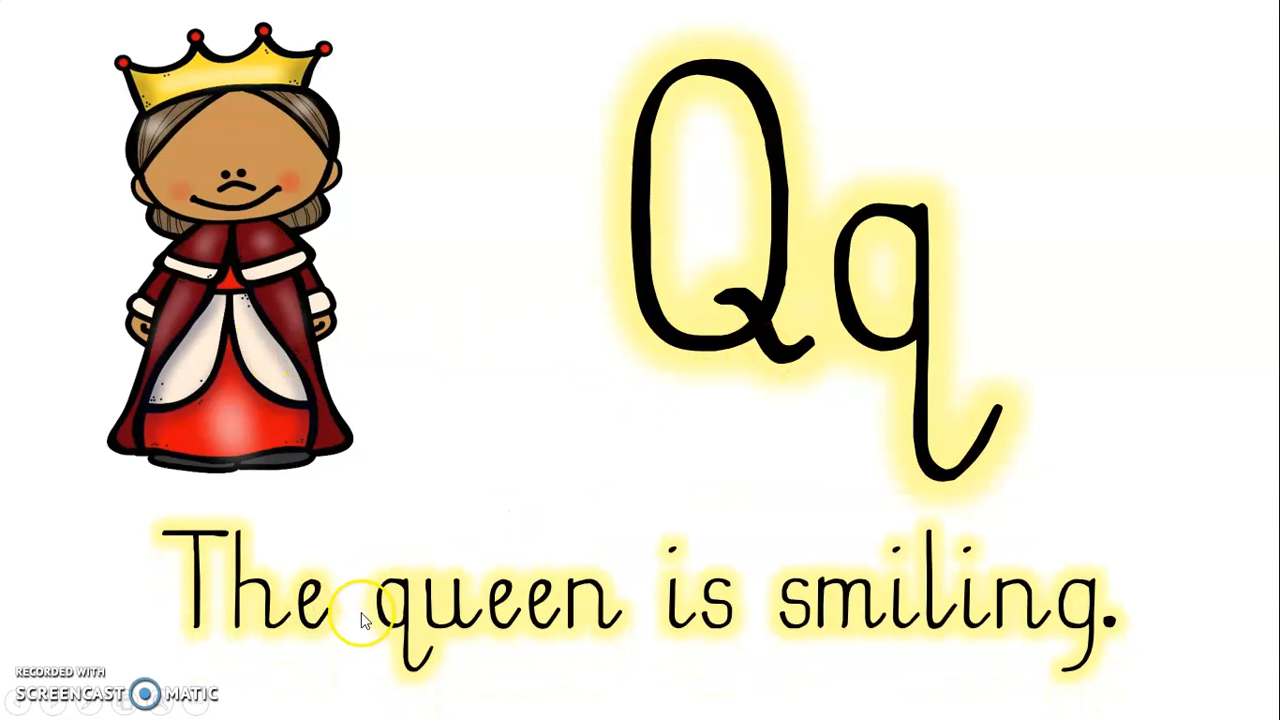 Qq
The queen is smiling.
RECORDED WITH
SCREENCAST MATIC